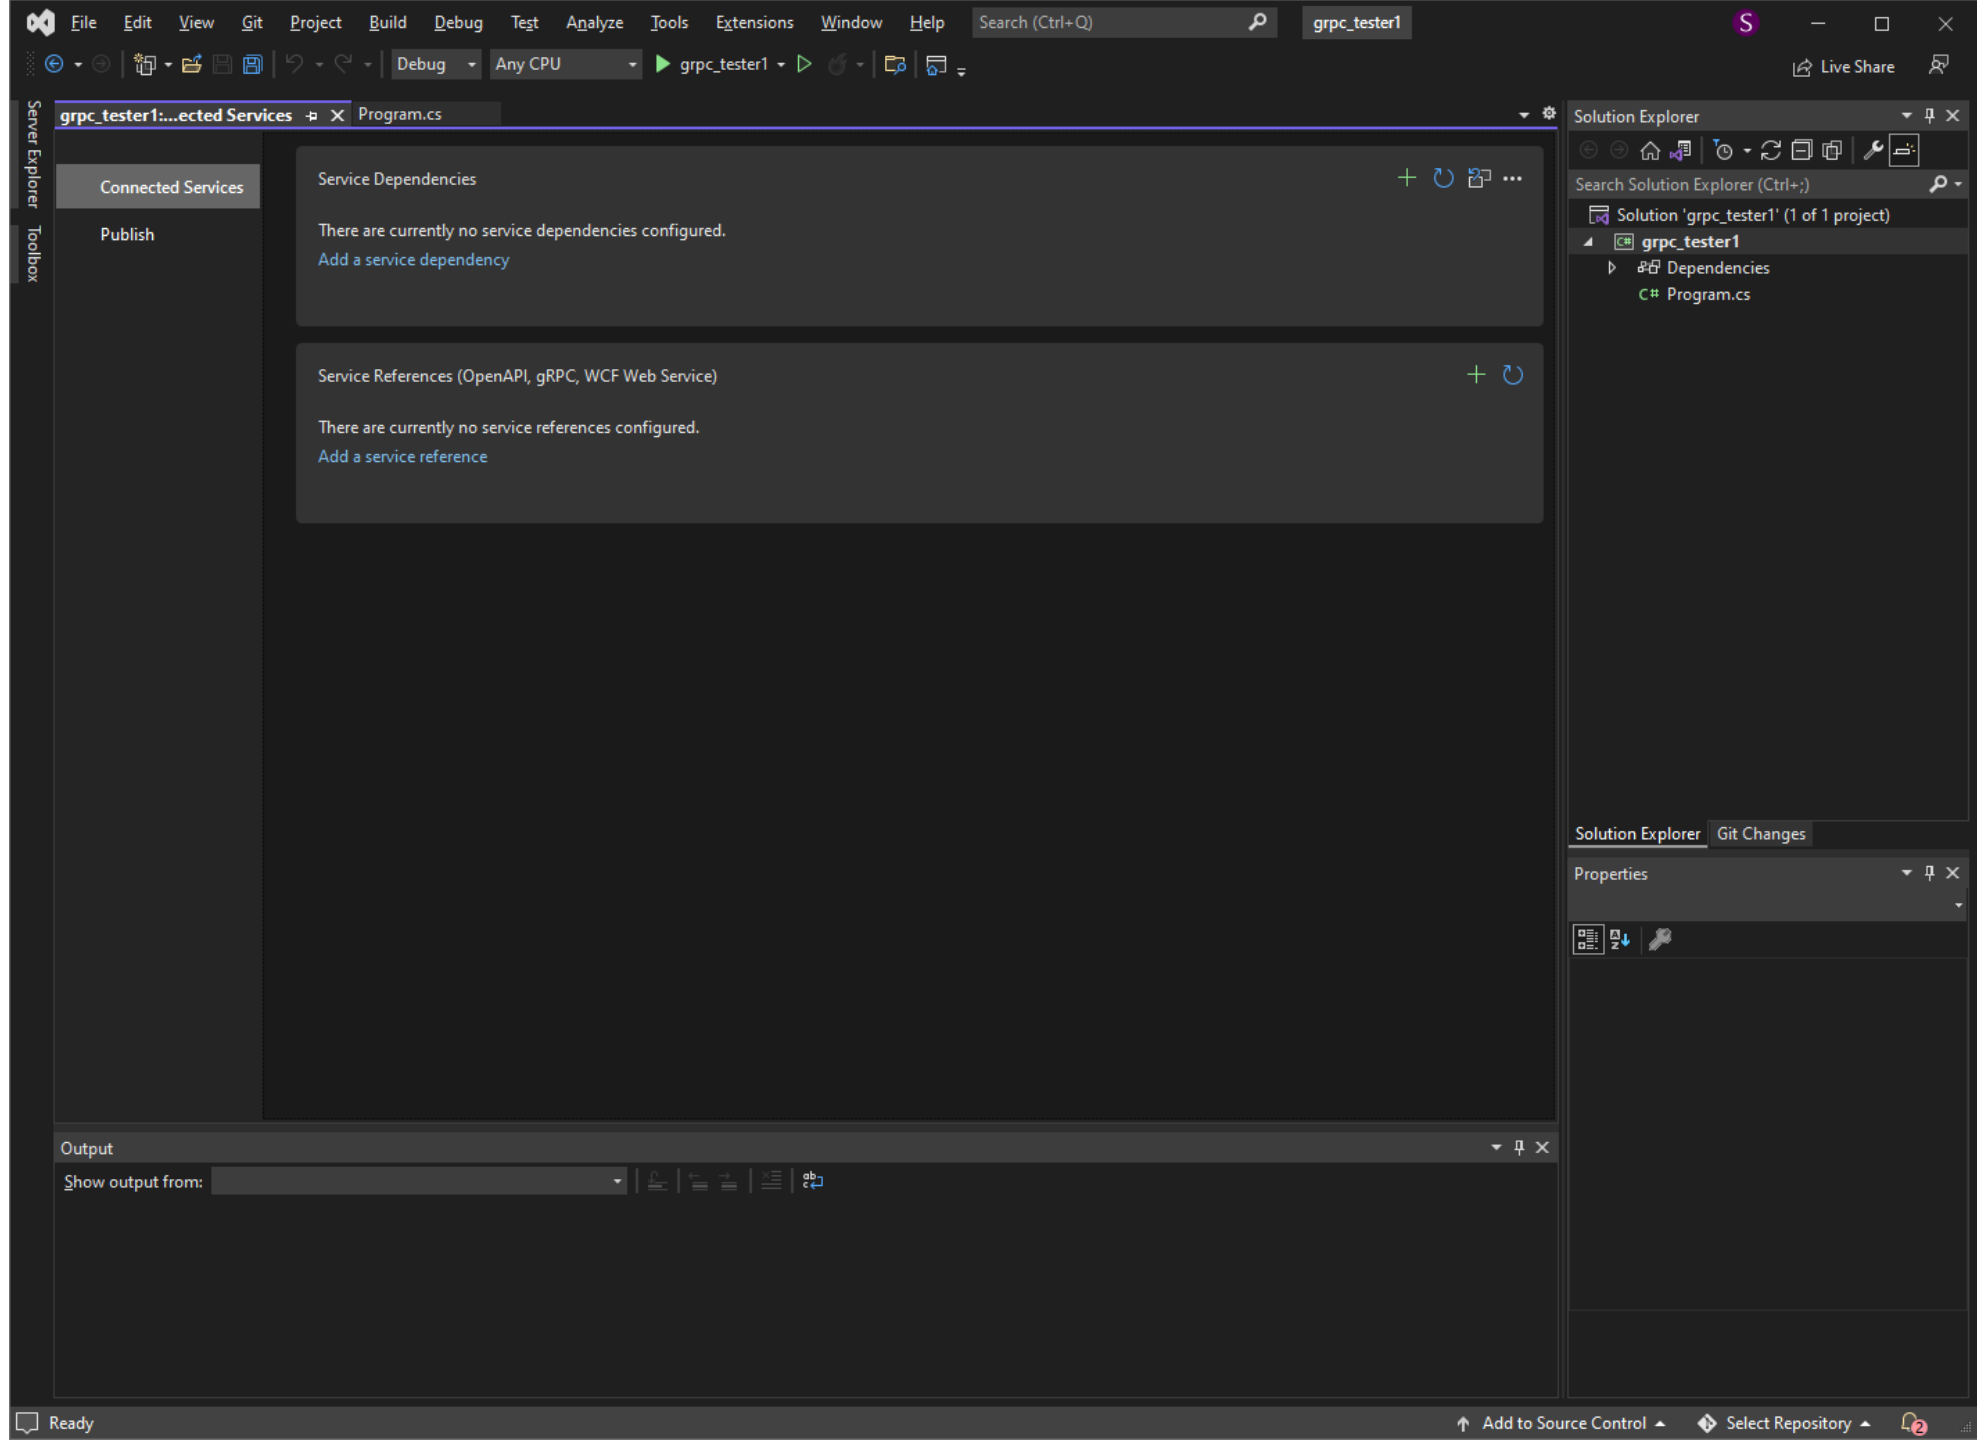 File Edit View Git Project Build Debug Test Analyze Tools Extensions Window Help Search (Ctrl+Q) grpc_tester1 S
Debug Any CPU grpc_tester1 Live Share
Server Explorer
Toolbox
grpc_tester1:...ected Services Program.cs
Connected Services
Publish
Service Dependencies
There are currently no service dependencies configured.
Add a service dependency
Service References (OpenAPI, gRPC, WCF Web Service)
There are currently no service references configured.
Add a service reference
Solution Explorer
Search Solution Explorer (Ctrl+;)
Solution 'grpc_tester1' (1 of 1 project)
C# grpc_tester1
Dependencies
C# Program.cs
Solution Explorer Git Changes
Properties
Output
Show output from:
Ready Add to Source Control Select Repository 2